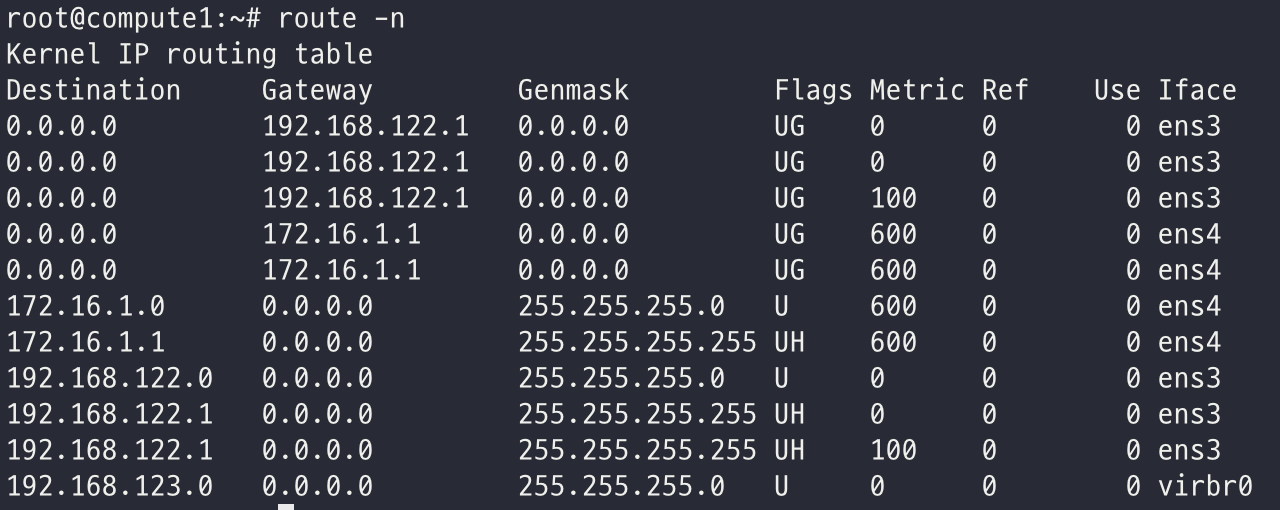 root@compute1:~# route -n
Kernel IP routing table
Destination     Gateway         Genmask         Flags Metric Ref    Use Iface
0.0.0.0         192.168.122.1   0.0.0.0         UG    0      0        0 ens3
0.0.0.0         192.168.122.1   0.0.0.0         UG    0      0        0 ens3
0.0.0.0         192.168.122.1   0.0.0.0         UG    100    0        0 ens3
0.0.0.0         172.16.1.1      0.0.0.0         UG    600    0        0 ens4
0.0.0.0         172.16.1.1      0.0.0.0         UG    600    0        0 ens4
172.16.1.0      0.0.0.0         255.255.255.0   U     600    0        0 ens4
172.16.1.1      0.0.0.0         255.255.255.255 UH    600    0        0 ens4
192.168.122.0   0.0.0.0         255.255.255.0   U     0      0        0 ens3
192.168.122.1   0.0.0.0         255.255.255.255 UH    0      0        0 ens3
192.168.122.1   0.0.0.0         255.255.255.255 UH    100    0        0 ens3
192.168.123.0   0.0.0.0         255.255.255.0   U     0      0        0 virbr0